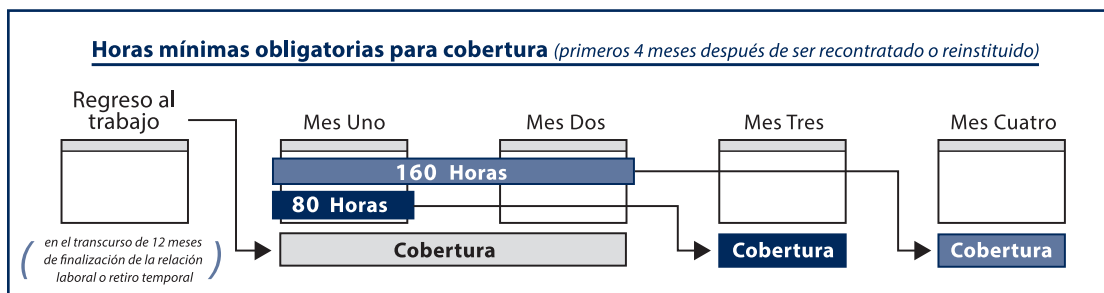 Horas mínimas obligatorias para cobertura (primeros 4 meses después de ser recontratado o reinstituido)
Regreso al
trabajo
Mes Uno
Mes Dos
Mes Tres
Mes Cuatro
160 Horas
80 Horas
(en el transcurso de 12 meses
de finalización de la relación
laboral o retiro temporal)
Cobertura
Cobertura
Cobertura